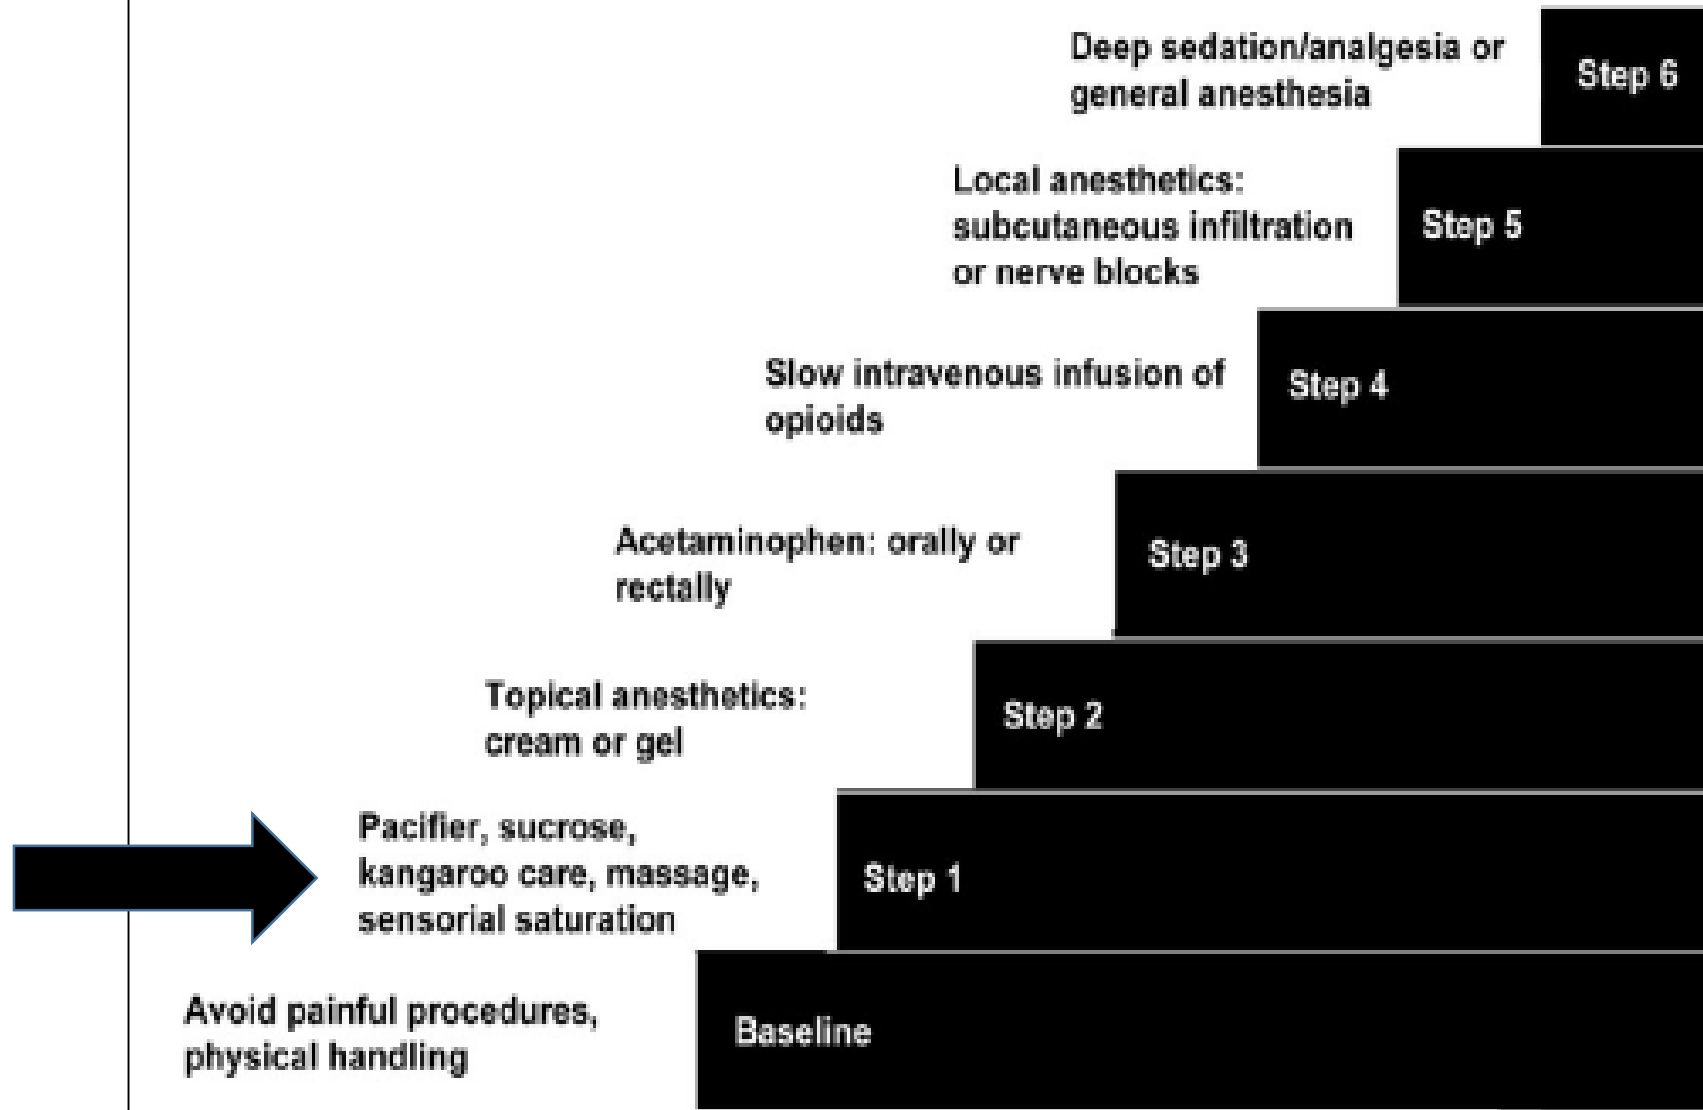 Deep sedation/analgesia or
general anesthesia
Step 6
Local anesthetics:
subcutaneous infiltration
or nerve blocks
Step 5
Slow intravenous infusion of
opioids
Step 4
Acetaminophen: orally or
rectally
Step 3
Topical anesthetics:
cream or gel
Step 2
Pacifier, sucrose,
kangaroo care, massage,
sensorial saturation
Step 1
Avoid painful procedures,
physical handling
Baseline